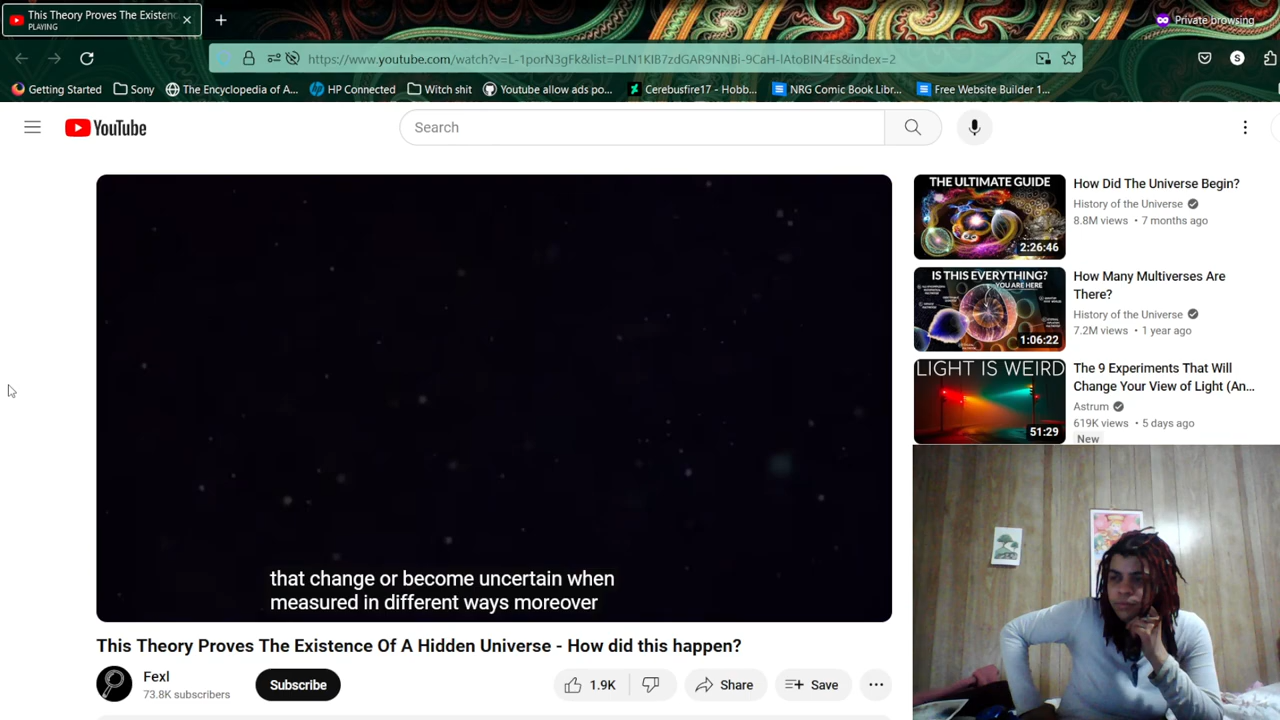 This Theory Proves The Existenc
PLAYING
Private browsing
https://www.youtube.com/watch?v=L-1porN3gFk&list=PLN1KIB7zdGAR9NNBi-9CaH-lAtoBIN4Es&index=2
S
Getting Started
Sony
The Encyclopedia of A...
HP Connected
Witch shit
Youtube allow ads po...
Cerebusfire17 - Hobb...
NRG Comic Book Libr...
Free Website Builder 1...
YouTube
Search
THE ULTIMATE GUIDE
2:26:46
How Did The Universe Begin?
History of the Universe
8.8M views • 7 months ago
IS THIS EVERYTHING?
YOU ARE HERE
1:06:22
How Many Multiverses Are
There?
History of the Universe
7.2M views • 1 year ago
LIGHT IS WEIRD
51:29
The 9 Experiments That Will
Change Your View of Light (An...
Astrum
619K views • 5 days ago
New
that change or become uncertain when
measured in different ways moreover
This Theory Proves The Existence Of A Hidden Universe - How did this happen?
Fexl
73.8K subscribers
Subscribe
1.9K
Share
Save